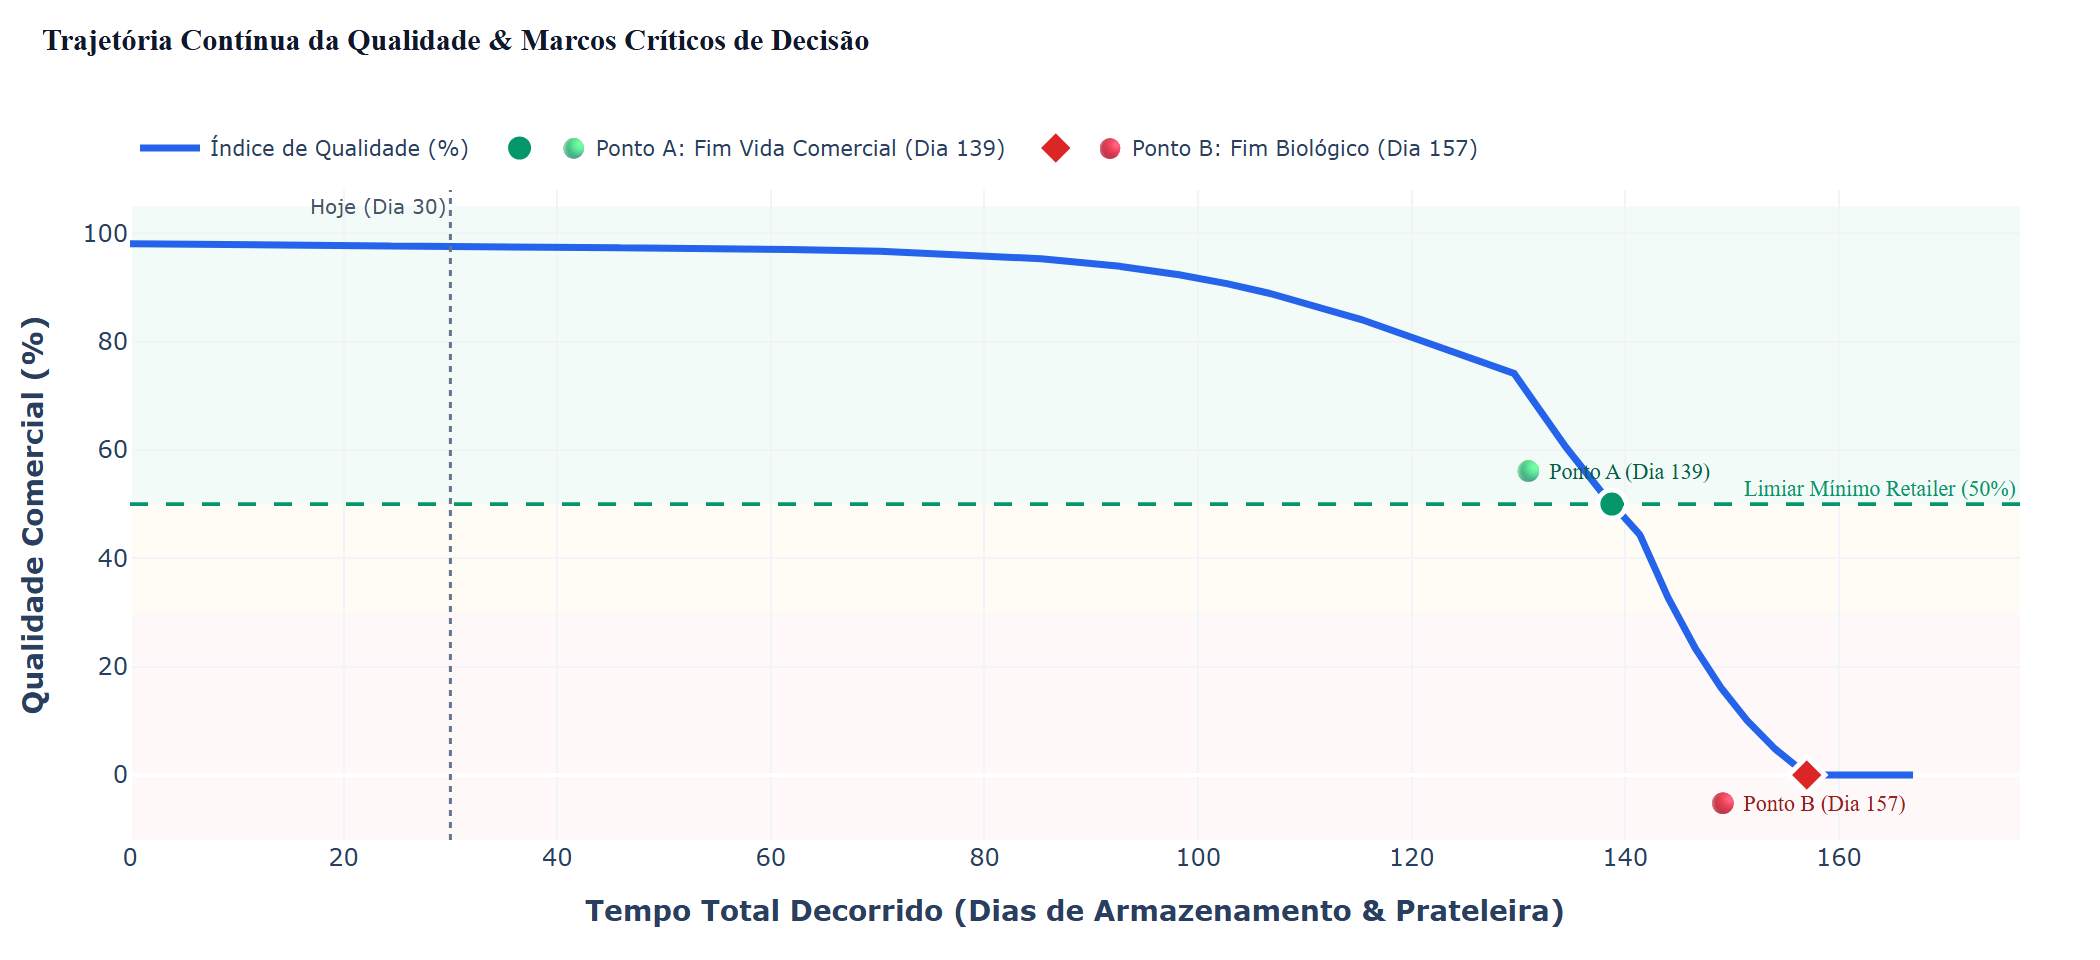 Trajetória Contínua da Qualidade & Marcos Críticos de Decisão
Índice de Qualidade (%)
Ponto A: Fim Vida Comercial (Dia 139)
Ponto B: Fim Biológico (Dia 157)
Hoje (Dia 30)
100
80
60
40
20
0
Qualidade Comercial (%)
Ponto A (Dia 139)
Limiar Mínimo Retailer (50%)
Ponto B (Dia 157)
0 20 40 60 80 100 120 140 160
Tempo Total Decorrido (Dias de Armazenamento & Prateleira)